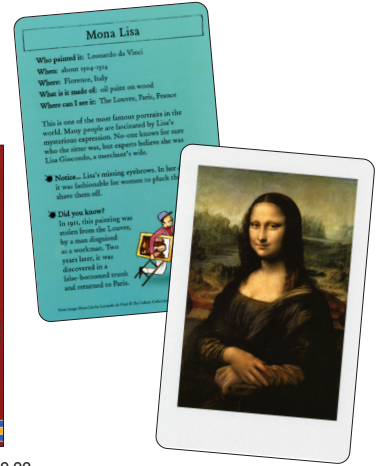 Mona Lisa
Who painted it: Leonardo da Vinci
When: about 1504-1514
Where: Florence, Italy
What is it made of: oil paint on wood
Where can I see it: The Louvre, Paris, France
This is one of the most famous portraits in the
world. Many people are fascinated by Lisa's
mysterious expression. No-one knows for sure
who the sitter was, but experts believe she was
Lisa Giocondo, a merchant's wife.
Notice... Lisa's missing eyebrows. In her
it was fashionable for women to pluck
shave them off.
Did you know?
In 1911, this painting was
stolen from the Louvre,
by a man disguised
as a workman. Two
years later, it was
discovered in a
false-bottomed trunk
and returned to Paris.